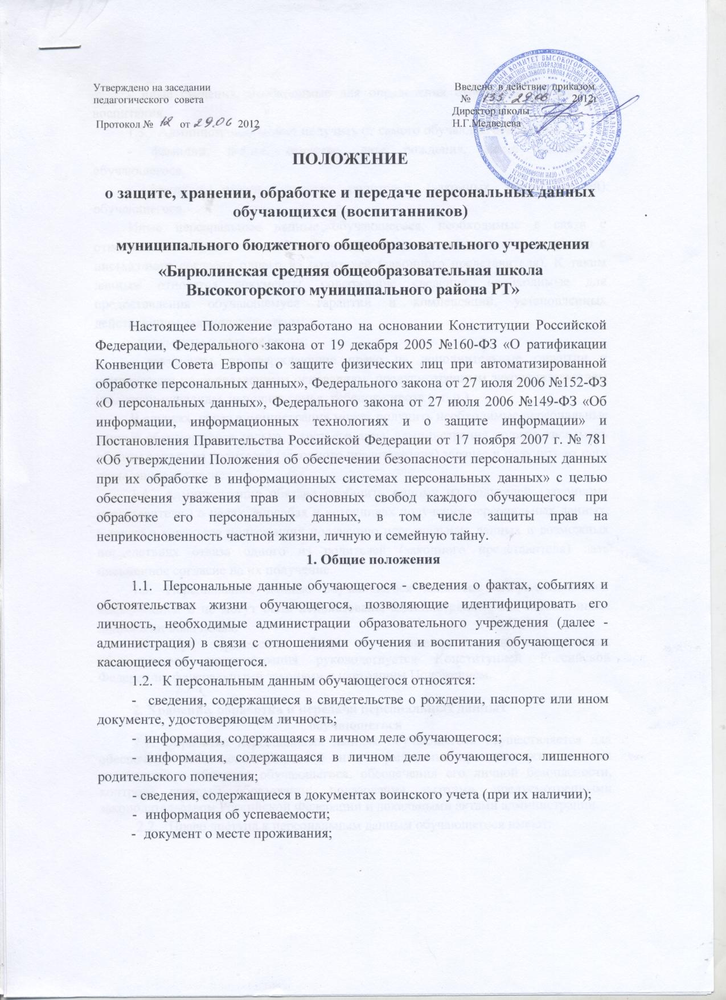 Утверждено на заседании
педагогического совета
Протокол № 12 от 29.06 2012
Введено в действие приказом
№ 135 29.06 2012г
Директор школы
Н.Г.Медведева
ПОЛОЖЕНИЕ
о защите, хранении, обработке и передаче персональных данных
обучающихся (воспитанников)
муниципального бюджетного общеобразовательного учреждения
«Бирюлинская средняя общеобразовательная школа
Высокогорского муниципального района РТ»
Настоящее Положение разработано на основании Конституции Российской
Федерации, Федерального закона от 19 декабря 2005 №160-ФЗ «О ратификации
Конвенции Совета Европы о защите физических лиц при автоматизированной
обработке персональных данных», Федерального закона от 27 июля 2006 №152-ФЗ
«О персональных данных», Федерального закона от 27 июля 2006 №149-ФЗ «Об
информации, информационных технологиях и о защите информации» и
Постановления Правительства Российской Федерации от 17 ноября 2007 г. № 781
«Об утверждении Положения об обеспечении безопасности персональных данных
при их обработке в информационных системах персональных данных» с целью
обеспечения уважения прав и основных свобод каждого обучающегося при
обработке его персональных данных, в том числе защиты прав на
неприкосновенность частной жизни, личную и семейную тайну.
1. Общие положения
1.1. Персональные данные обучающегося - сведения о фактах, событиях и
обстоятельствах жизни обучающегося, позволяющие идентифицировать его
личность, необходимые администрации образовательного учреждения (далее -
администрация) в связи с отношениями обучения и воспитания обучающегося и
касающиеся обучающегося.
1.2. К персональным данным обучающегося относятся:
- сведения, содержащиеся в свидетельстве о рождении, паспорте или ином
документе, удостоверяющем личность;
- информация, содержащаяся в личном деле обучающегося;
- информация, содержащаяся в личном деле обучающегося, лишенного
родительского попечения;
- сведения, содержащиеся в документах воинского учета (при их наличии);
- информация об успеваемости;
- документ о месте проживания;